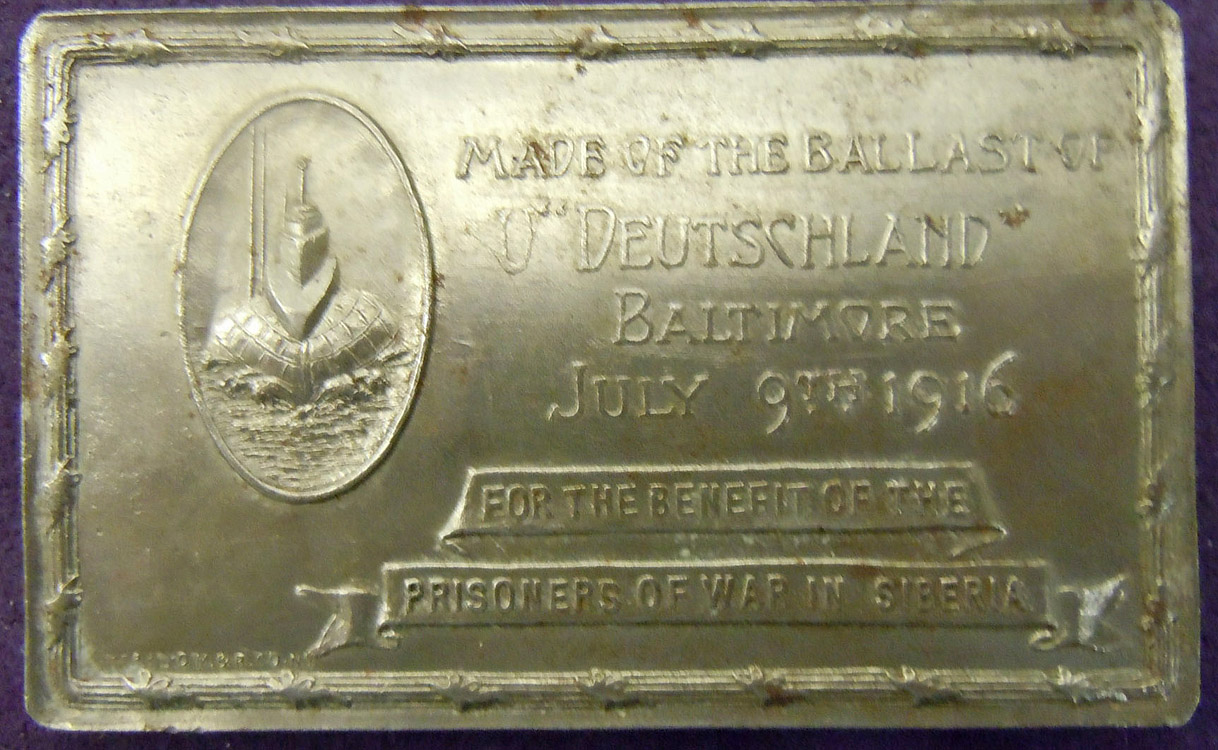 MADE OF THE BALLAST OF
"U" "DEUTSCHLAND"
BALTIMORE
JULY 9TH 1916
FOR THE BENEFIT OF THE
PRISONERS OF WAR IN SIBERIA